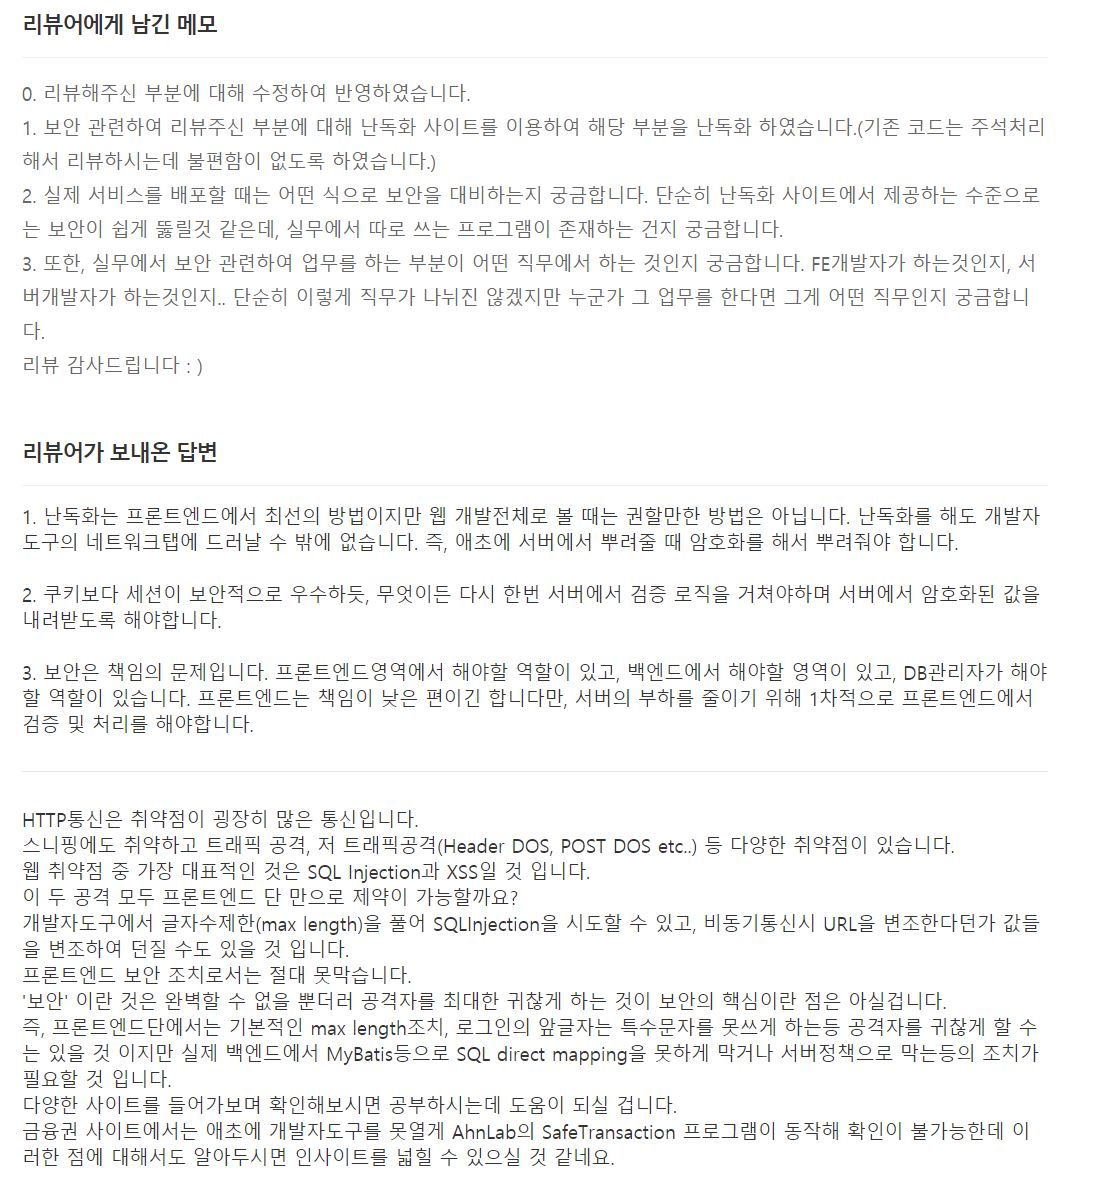 리뷰어에게 남긴 메모
0. 리뷰해주신 부분에 대해 수정하여 반영하였습니다.
1. 보안 관련하여 리뷰주신 부분에 대해 난독화 사이트를 이용하여 해당 부분을 난독화 하였습니다.(기존 코드는 주석처리
해서 리뷰하시는데 불편함이 없도록 하였습니다.)
2. 실제 서비스를 배포할 때는 어떤 식으로 보안을 대비하는지 궁금합니다. 단순히 난독화 사이트에서 제공하는 수준으로
는 보안이 쉽게 뚫릴것 같은데, 실무에서 따로 쓰는 프로그램이 존재하는 건지 궁금합니다.
3. 또한, 실무에서 보안 관련하여 업무를 하는 부분이 어떤 직무에서 하는 것인지 궁금합니다. FE개발자가 하는것인지, 서
버개발자가 하는것인지.. 단순히 이렇게 직무가 나뉘진 않겠지만 누군가 그 업무를 한다면 그게 어떤 직무인지 궁금합니
다.
리뷰 감사드립니다 : )
리뷰어가 보내온 답변
1. 난독화는 프론트엔드에서 최선의 방법이지만 웹 개발전체로 볼 때는 권할만한 방법은 아닙니다. 난독화를 해도 개발자
도구의 네트워크탭에 드러날 수 밖에 없습니다. 즉, 애초에 서버에서 뿌려줄 때 암호화를 해서 뿌려줘야 합니다.
2. 쿠키보다 세션이 보안적으로 우수하듯, 무엇이든 다시 한번 서버에서 검증 로직을 거쳐야하며 서버에서 암호화된 값을
내려받도록 해야합니다.
3. 보안은 책임의 문제입니다. 프론트엔드영역에서 해야할 역할이 있고, 백엔드에서 해야할 영역이 있고, DB관리자가 해야
할 역할이 있습니다. 프론트엔드는 책임이 낮은 편이긴 합니다만, 서버의 부하를 줄이기 위해 1차적으로 프론트엔드에서
검증 및 처리를 해야합니다.
HTTP통신은 취약점이 굉장히 많은 통신입니다.
스니핑에도 취약하고 트래픽 공격, 저 트래픽공격(Header DOS, POST DOS etc..) 등 다양한 취약점이 있습니다.
웹 취약점 중 가장 대표적인 것은 SQL Injection과 XSS일 것 입니다.
이 두 공격 모두 프론트엔드 단 만으로 제약이 가능할까요?
개발자도구에서 글자수제한(max length)을 풀어 SQLInjection을 시도할 수 있고, 비동기통신시 URL을 변조한다던가 값들
을 변조하여 던질 수도 있을 것 입니다.
프론트엔드 보안 조치로서는 절대 못막습니다.
'보안' 이란 것은 완벽할 수 없을 뿐더러 공격자를 최대한 귀찮게 하는 것이 보안의 핵심이란 점은 아실겁니다.
즉, 프론트엔드단에서는 기본적인 max length조치, 로그인의 앞글자는 특수문자를 못쓰게 하는등 공격자를 귀찮게 할 수
는 있을 것 이지만 실제 백엔드에서 MyBatis등으로 SQL direct mapping을 못하게 막거나 서버정책으로 막는등의 조치가
필요할 것 입니다.
다양한 사이트를 들어가보며 확인해보시면 공부하시는데 도움이 되실 겁니다.
금융권 사이트에서는 애초에 개발자도구를 못열게 AhnLab의 SafeTransaction 프로그램이 동작해 확인이 불가능한데 이
러한 점에 대해서도 알아두시면 인사이트를 넓힐 수 있으실 것 같네요.